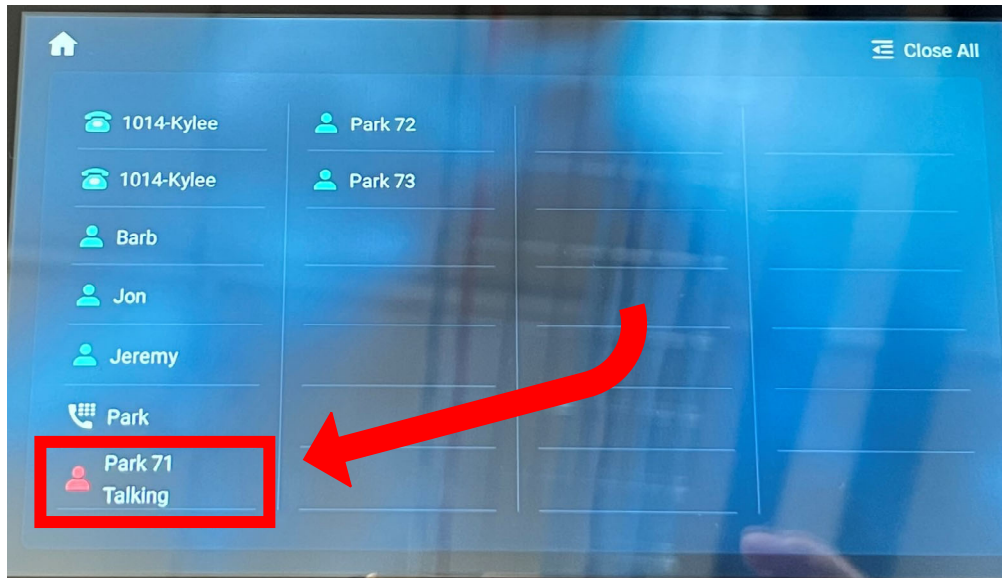 Close All
1014-Kylee
1014-Kylee
Barb
Jon
Jeremy
Park
Park 71
Talking
Park 72
Park 73